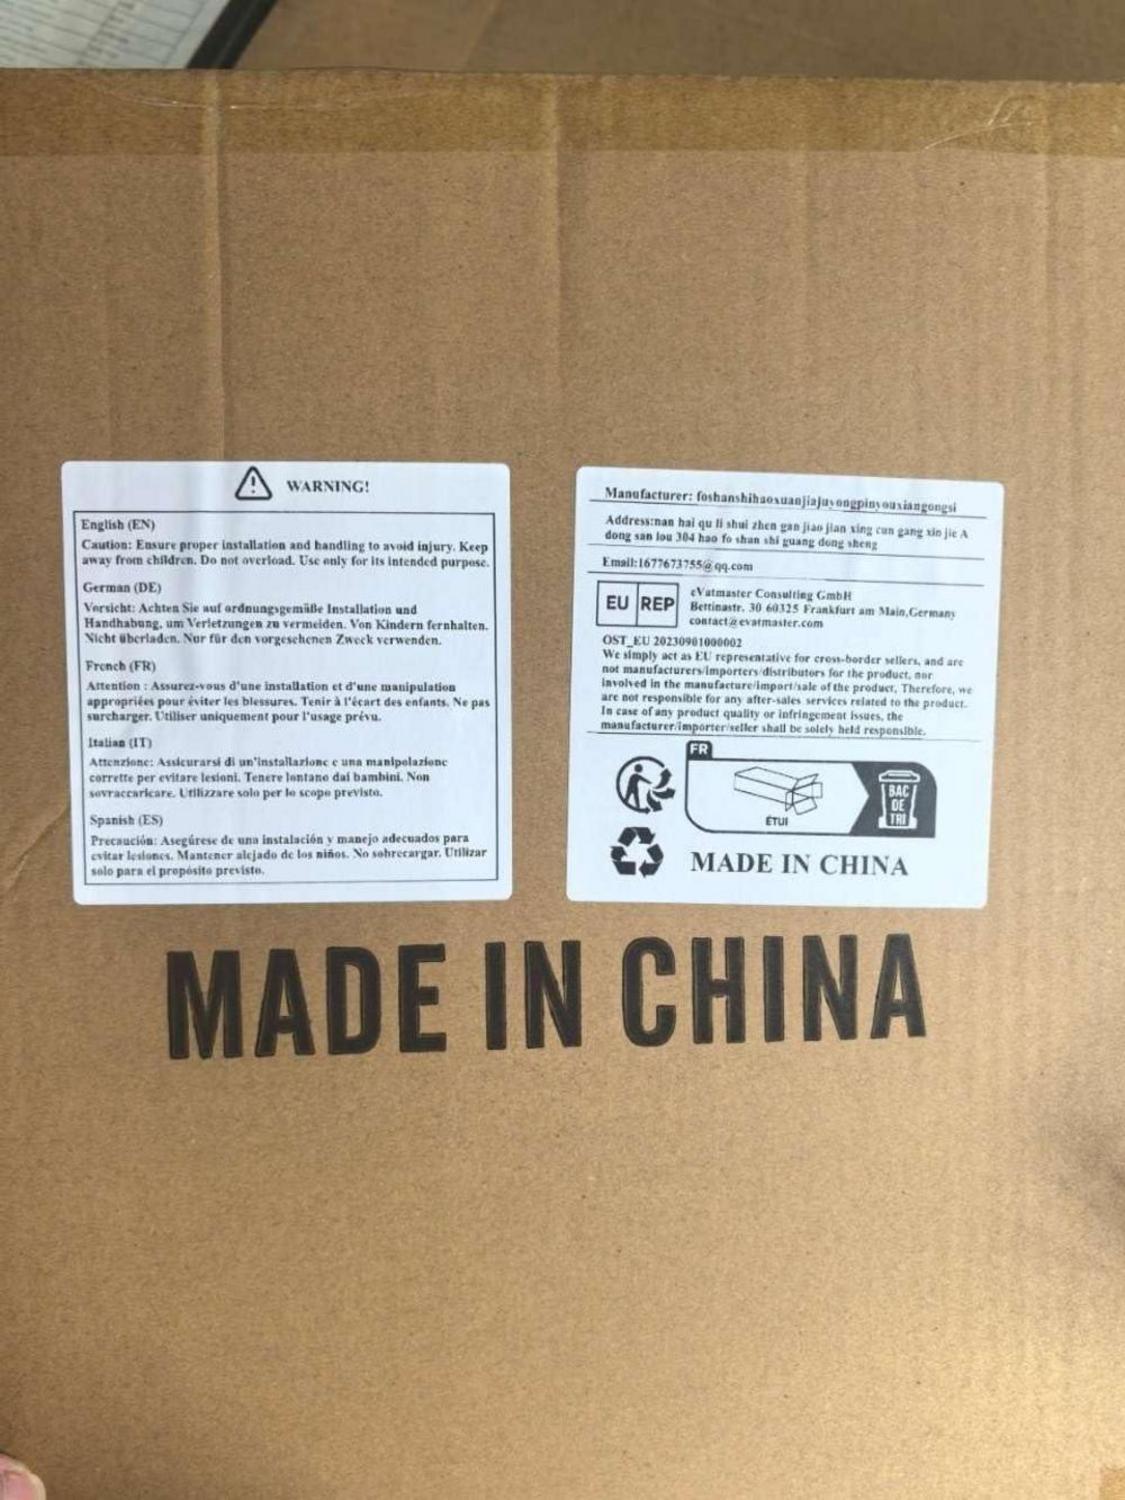 WARNING!
English (EN)
Caution: Ensure proper installation and handling to avoid injury. Keep
away from children. Do not overload. Use only for its intended purpose.
German (DE)
Vorsicht: Achten Sie auf ordnungsgemäße Installation und
Handhabung, um Verletzungen zu vermeiden. Von Kindern fernhalten.
Nicht überladen. Nur für den vorgesehenen Zweck verwenden.
French (FR)
Attention : Assurez-vous d'une installation et d'une manipulation
appropriées pour éviter les blessures. Tenir à l'écart des enfants. Ne pas
surcharger. Utiliser uniquement pour l'usage prévu.
Italian (IT)
Attenzione: Assicurarsi di un'installazione e una manipolazione
corrette per evitare lesioni. Tenere lontano dai bambini. Non
sovraccaricare. Utilizzare solo per lo scopo previsto.
Spanish (ES)
Precaución: Asegúrese de una instalación y manejo adecuados para
evitar lesiones. Mantener alejado de los niños. No sobrecargar. Utilizar
solo para el propósito previsto.
Manufacturer: foshanshihaoxuanjiajuyongpinyouxiangongsi
Address:nan hai qu li shui zhen gan jiao jian xing cun gang xin jie A
dong san lou 304 hao fo shan shi guang dong sheng
Email:1677673755@qq.com
EU REP
eVatmaster Consulting GmbH
Bettinastr. 30 60325 Frankfurt am Main,Germany
contact@evatmaster.com
OST_EU 20230901000002
We simply act as EU representative for cross-border sellers, and are
not manufacturers/importers/distributors for the product, nor
involved in the manufacture/import/sale of the product, Therefore, we
are not responsible for any after-sales services related to the product.
In case of any product quality or infringement issues, the
manufacturer/importer/seller shall be solely held responsible.
FR
ÉTUI
BAC
DE
TRI
MADE IN CHINA
MADE IN CHINA